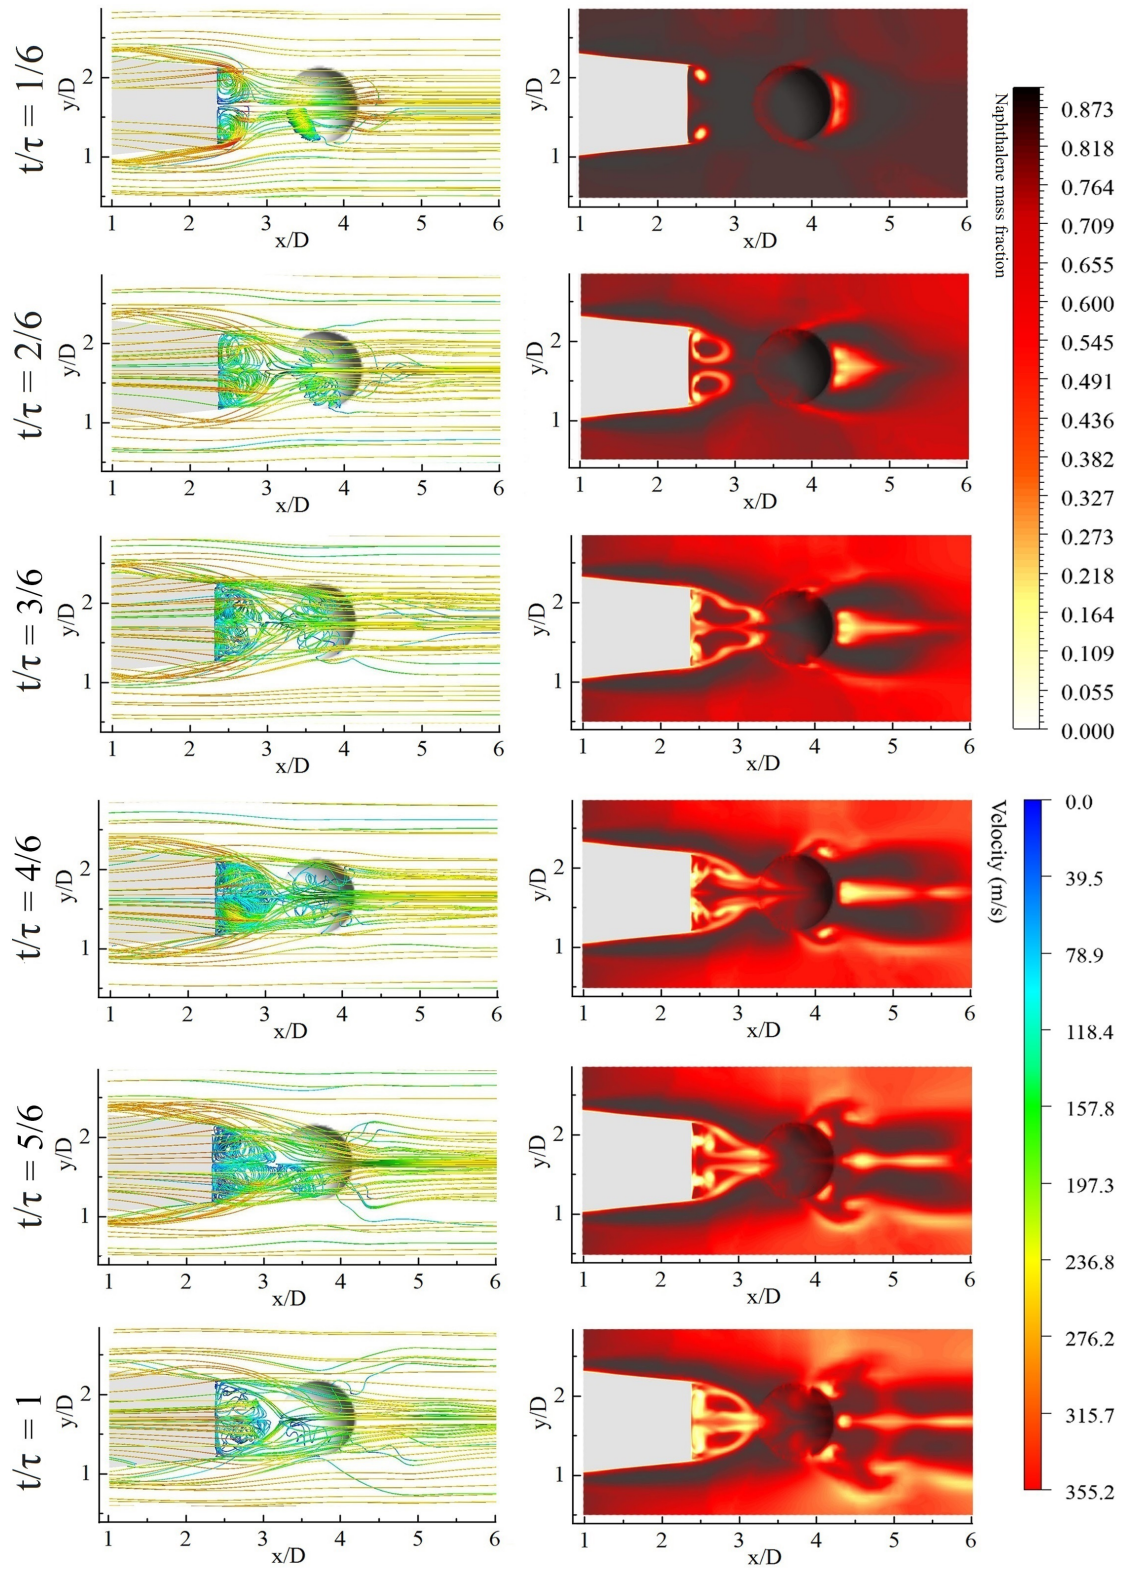 t/τ = 1/6
y/D
2
1
1 2 3 4 5 6
x/D
y/D
2
1
1 2 3 4 5 6
x/D
t/τ = 2/6
y/D
2
1
1 2 3 4 5 6
x/D
y/D
2
1
1 2 3 4 5 6
x/D
t/τ = 3/6
y/D
2
1
1 2 3 4 5 6
x/D
y/D
2
1
1 2 3 4 5 6
x/D
t/τ = 4/6
y/D
2
1
1 2 3 4 5 6
x/D
y/D
2
1
1 2 3 4 5 6
x/D
t/τ = 5/6
y/D
2
1
1 2 3 4 5 6
x/D
y/D
2
1
1 2 3 4 5 6
x/D
t/τ = 1
y/D
2
1
1 2 3 4 5 6
x/D
y/D
2
1
1 2 3 4 5 6
x/D
Naphthalene mass fraction
0.873
0.818
0.764
0.709
0.655
0.600
0.545
0.491
0.436
0.382
0.327
0.273
0.218
0.164
0.109
0.055
0.000
Velocity (m/s)
0.0
39.5
78.9
118.4
157.8
197.3
236.8
276.2
315.7
355.2